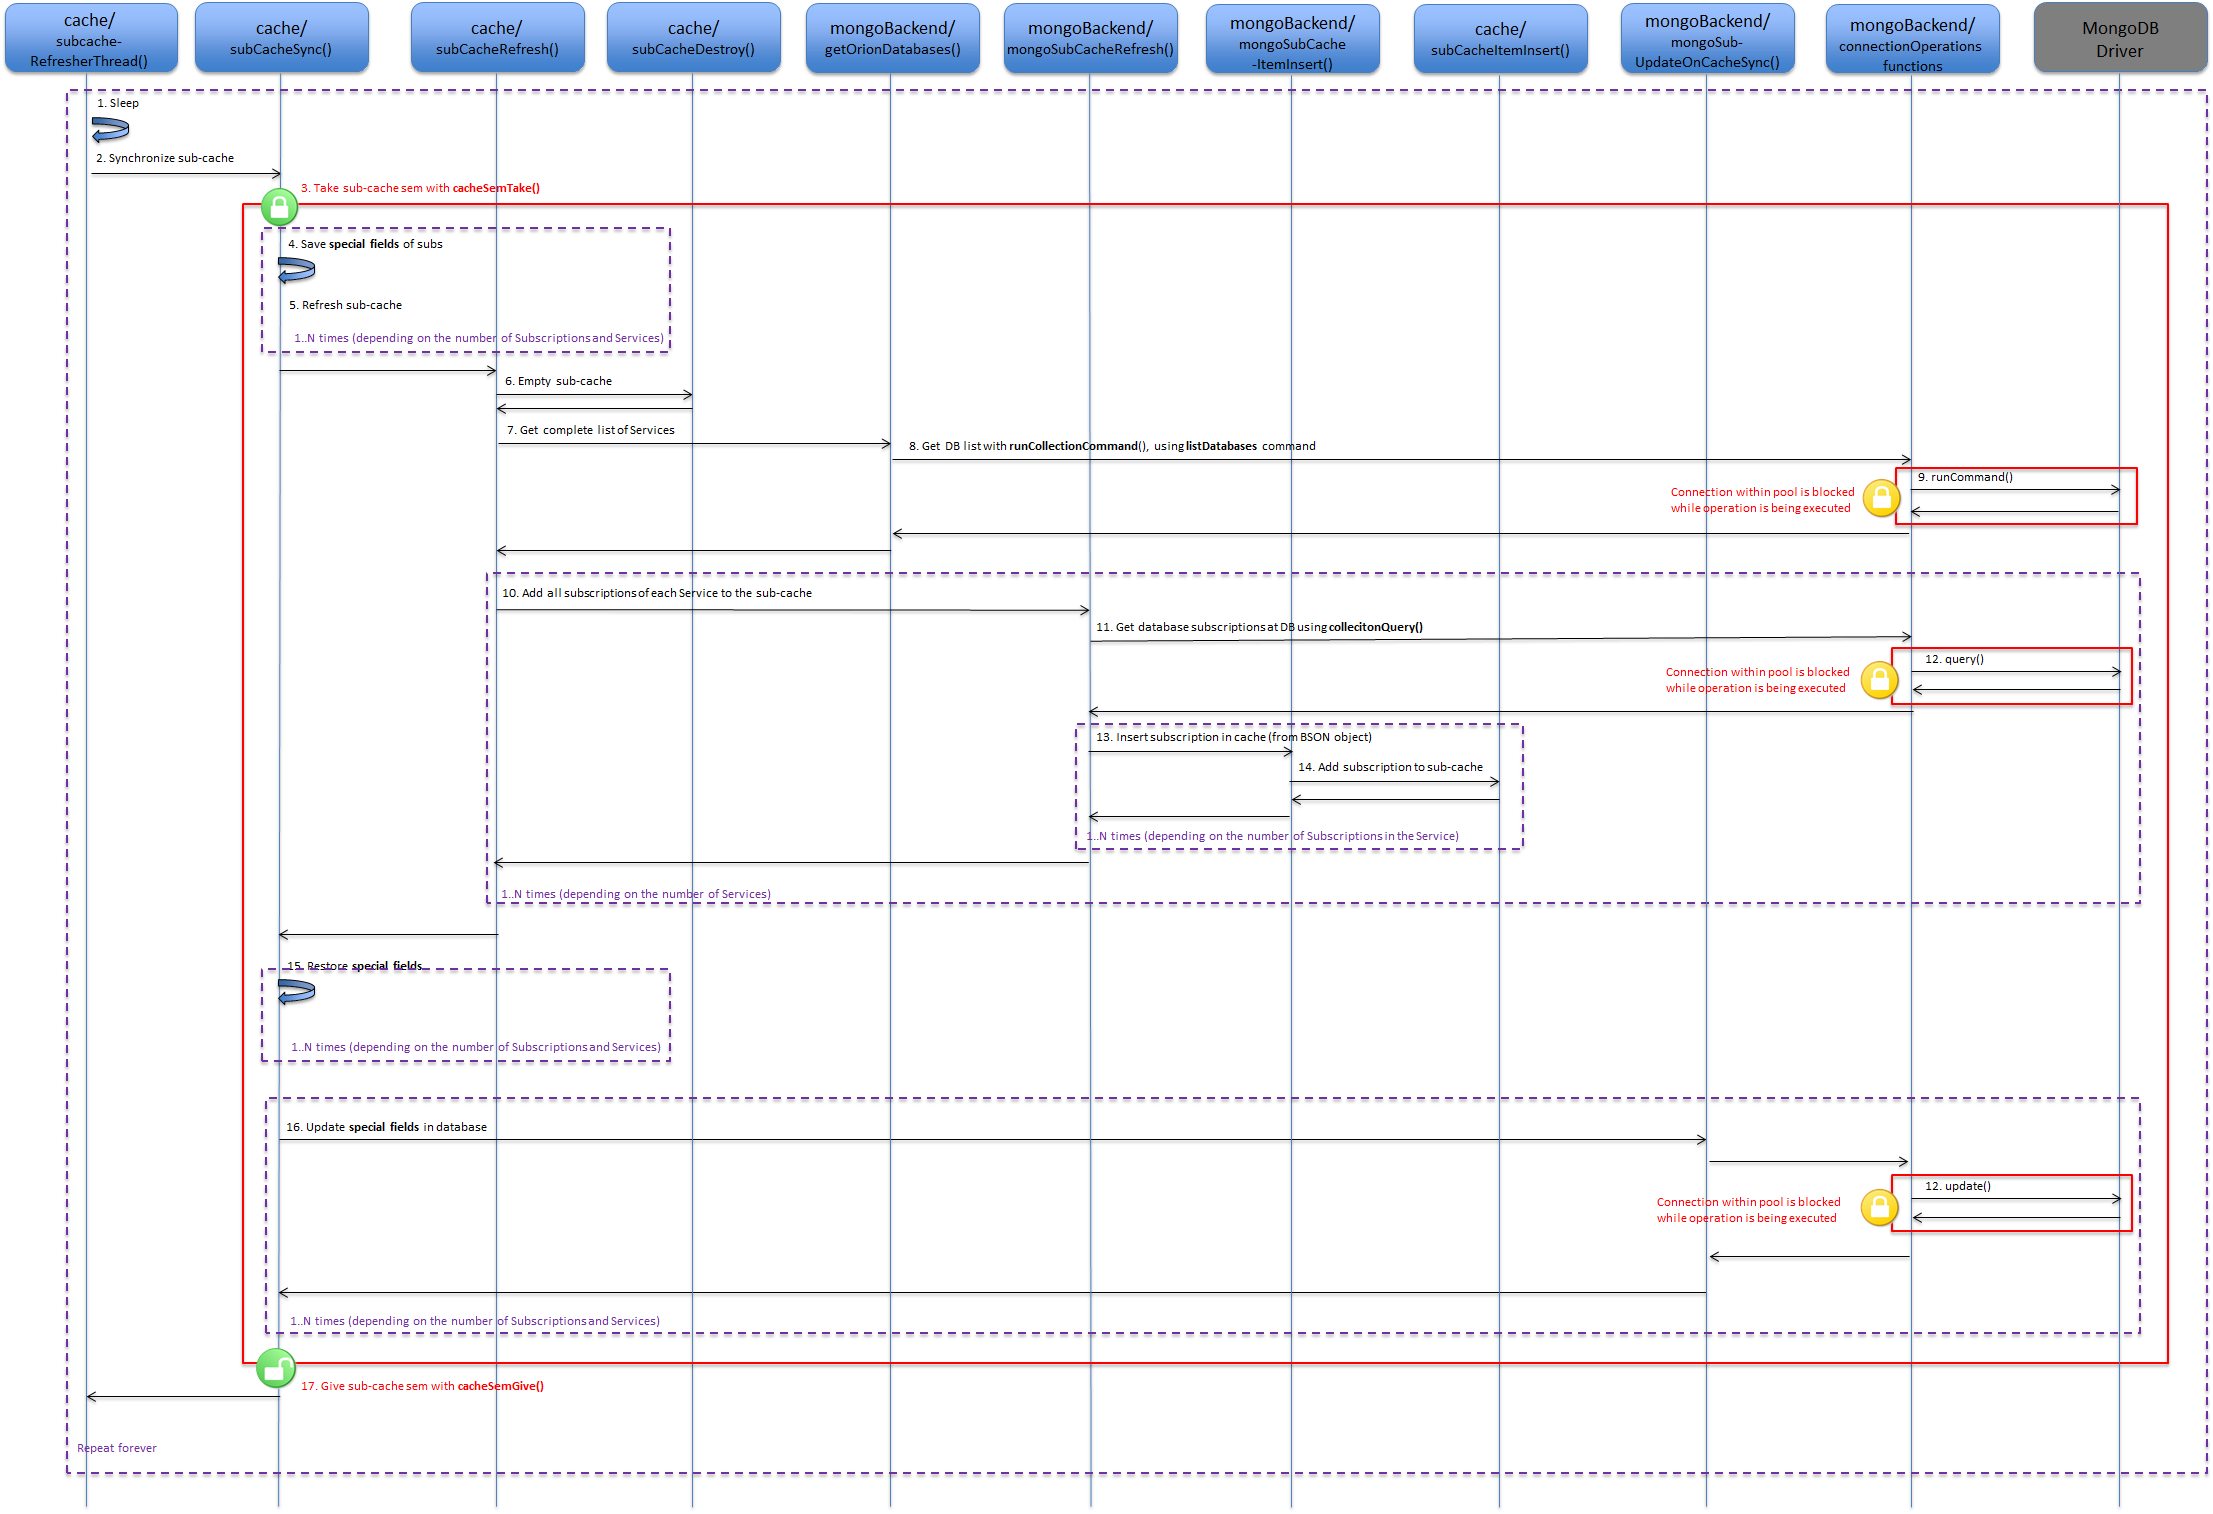 cache/
subcache-
RefresherThread()
cache/
subCacheSync()
cache/
subCacheRefresh()
cache/
subCacheDestroy()
mongoBackend/
getOrionDatabases()
mongoBackend/
mongoSubCacheRefresh()
mongoBackend/
mongoSubCache
-ItemInsert()
cache/
subCacheItemInsert()
mongoBackend/
mongoSub-
UpdateOnCacheSync()
mongoBackend/
connectionOperations
functions
MongoDB
Driver
1. Sleep
2. Synchronize sub-cache
3. Take sub-cache sem with cacheSemTake()
4. Save special fields of subs
5. Refresh sub-cache
1..N times (depending on the number of Subscriptions and Services)
6. Empty sub-cache
7. Get complete list of Services
8. Get DB list with runCollectionCommand(), using listDatabases command
9. runCommand()
Connection within pool is blocked
while operation is being executed
10. Add all subscriptions of each Service to the sub-cache
11. Get database subscriptions at DB using collecitonQuery()
12. query()
Connection within pool is blocked
while operation is being executed
13. Insert subscription in cache (from BSON object)
14. Add subscription to sub-cache
1..N times (depending on the number of Subscriptions in the Service)
1..N times (depending on the number of Services)
15. Restore special fields
1..N times (depending on the number of Subscriptions and Services)
16. Update special fields in database
12. update()
Connection within pool is blocked
while operation is being executed
1..N times (depending on the number of Subscriptions and Services)
17. Give sub-cache sem with cacheSemGive()
Repeat forever